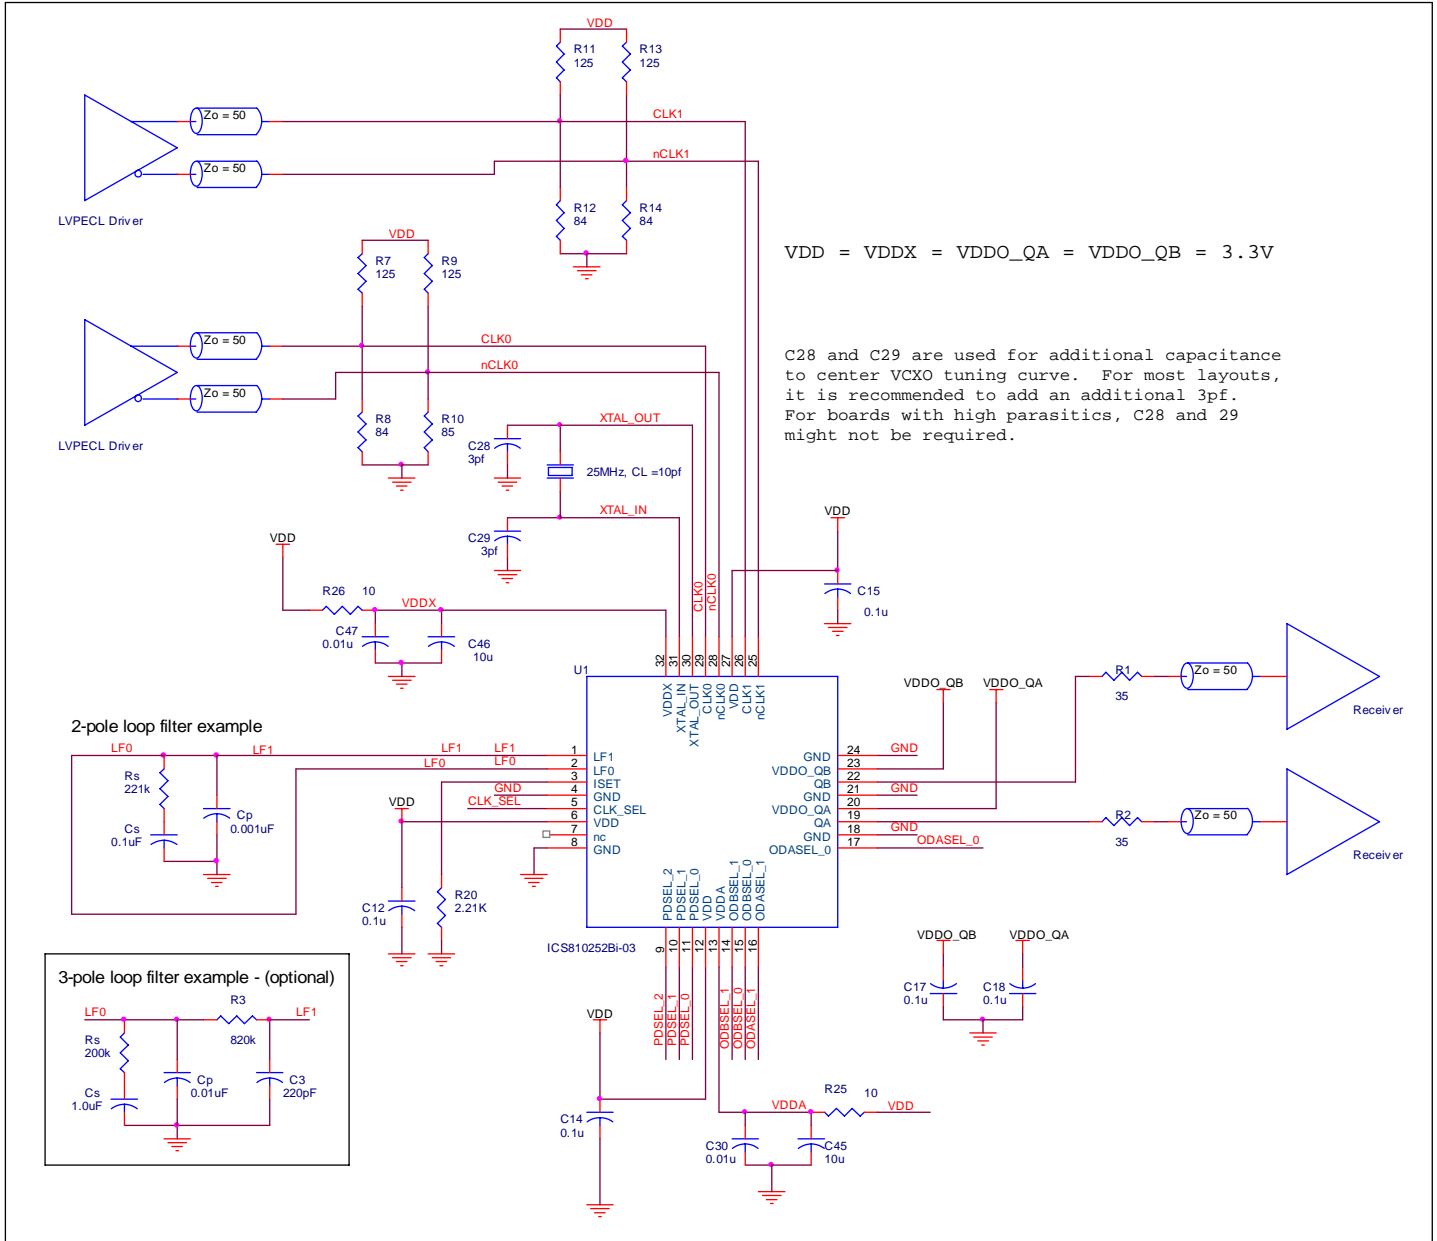 VDD
R11
125
R13
125
Zo = 50
CLK1
Zo = 50
nCLK1
LVPECL Driver
R12
84
R14
84
VDD
R7
125
R9
125
VDD = VDDX = VDDO_QA = VDDO_QB = 3.3V
Zo = 50
CLK0
Zo = 50
nCLK0
LVPECL Driver
R8
84
R10
85
C28 and C29 are used for additional capacitance
to center VCXO tuning curve.  For most layouts,
it is recommended to add an additional 3pf.
For boards with high parasitics, C28 and 29
might not be required.
XTAL_OUT
C28
3pf
25MHz, CL =10pf
XTAL_IN
C29
3pf
VDD
VDD
C15
0.1u
CLK0
nCLK0
R26 10
VDDX
C47
0.01u
C46
10u
U1
32 31 30 29 28 27 26 25
VDDX
XTAL_IN
XTAL_OUT
CLK0
nCLK0
VDD
CLK1
nCLK1
VDDO_QB
VDDO_QA
R1
35
Zo = 50
Receiver
2-pole loop filter example
LF0
LF1
LF1 LF1
LF0 LF0
Rs
221k
Cs
0.1uF
Cp
0.001uF
GND
CLK_SEL
VDD
1 LF1
2 LF0
3 ISET
4 GND
5 CLK_SEL
6 VDD
7 nc
8 GND
GND 24 GND
VDDO_QB 23
QB 22
GND 21 GND
VDDO_QA 20
QA 19
GND 18 GND
ODASEL_0 17 ODASEL_0
R2
35
Zo = 50
Receiver
C12
0.1u
R20
2.21K
PDSEL_2
PDSEL_1
PDSEL_0
VDD
VDDA
ODBSEL_1
ODBSEL_0
ODASEL_1
ICS810252Bi-03
9 10 11 12 13 14 15 16
PDSEL_2
PDSEL_1
PDSEL_0
ODBSEL_1
ODBSEL_0
ODASEL_1
VDDO_QB
VDDO_QA
C17
0.1u
C18
0.1u
3-pole loop filter example - (optional)
LF0
R3
820k
LF1
Rs
200k
Cs
1.0uF
Cp
0.01uF
C3
220pF
VDD
C14
0.1u
VDDA
R25
10
VDD
C30
0.01u
C45
10u